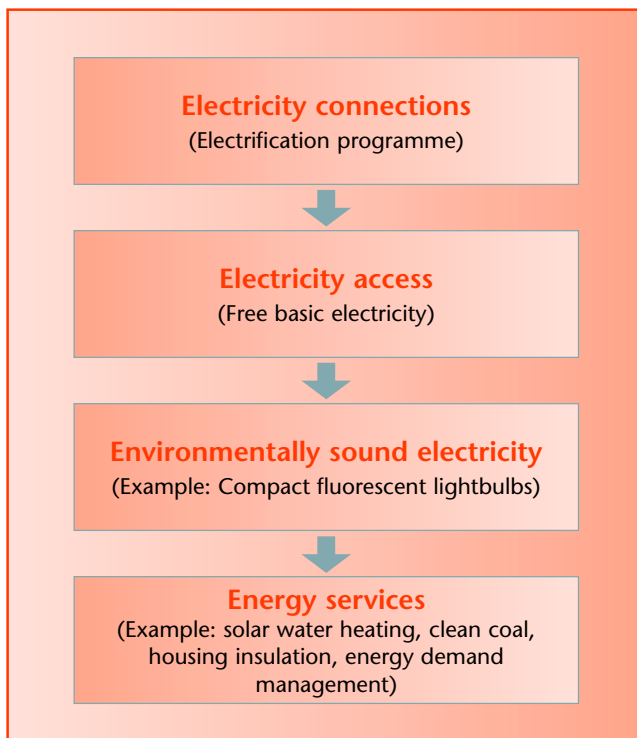 Electricity connections
(Electrification programme)
Electricity access
(Free basic electricity)
Environmentally sound electricity
(Example: Compact fluorescent lightbulbs)
Energy services
(Example: solar water heating, clean coal,
housing insulation, energy demand
management)